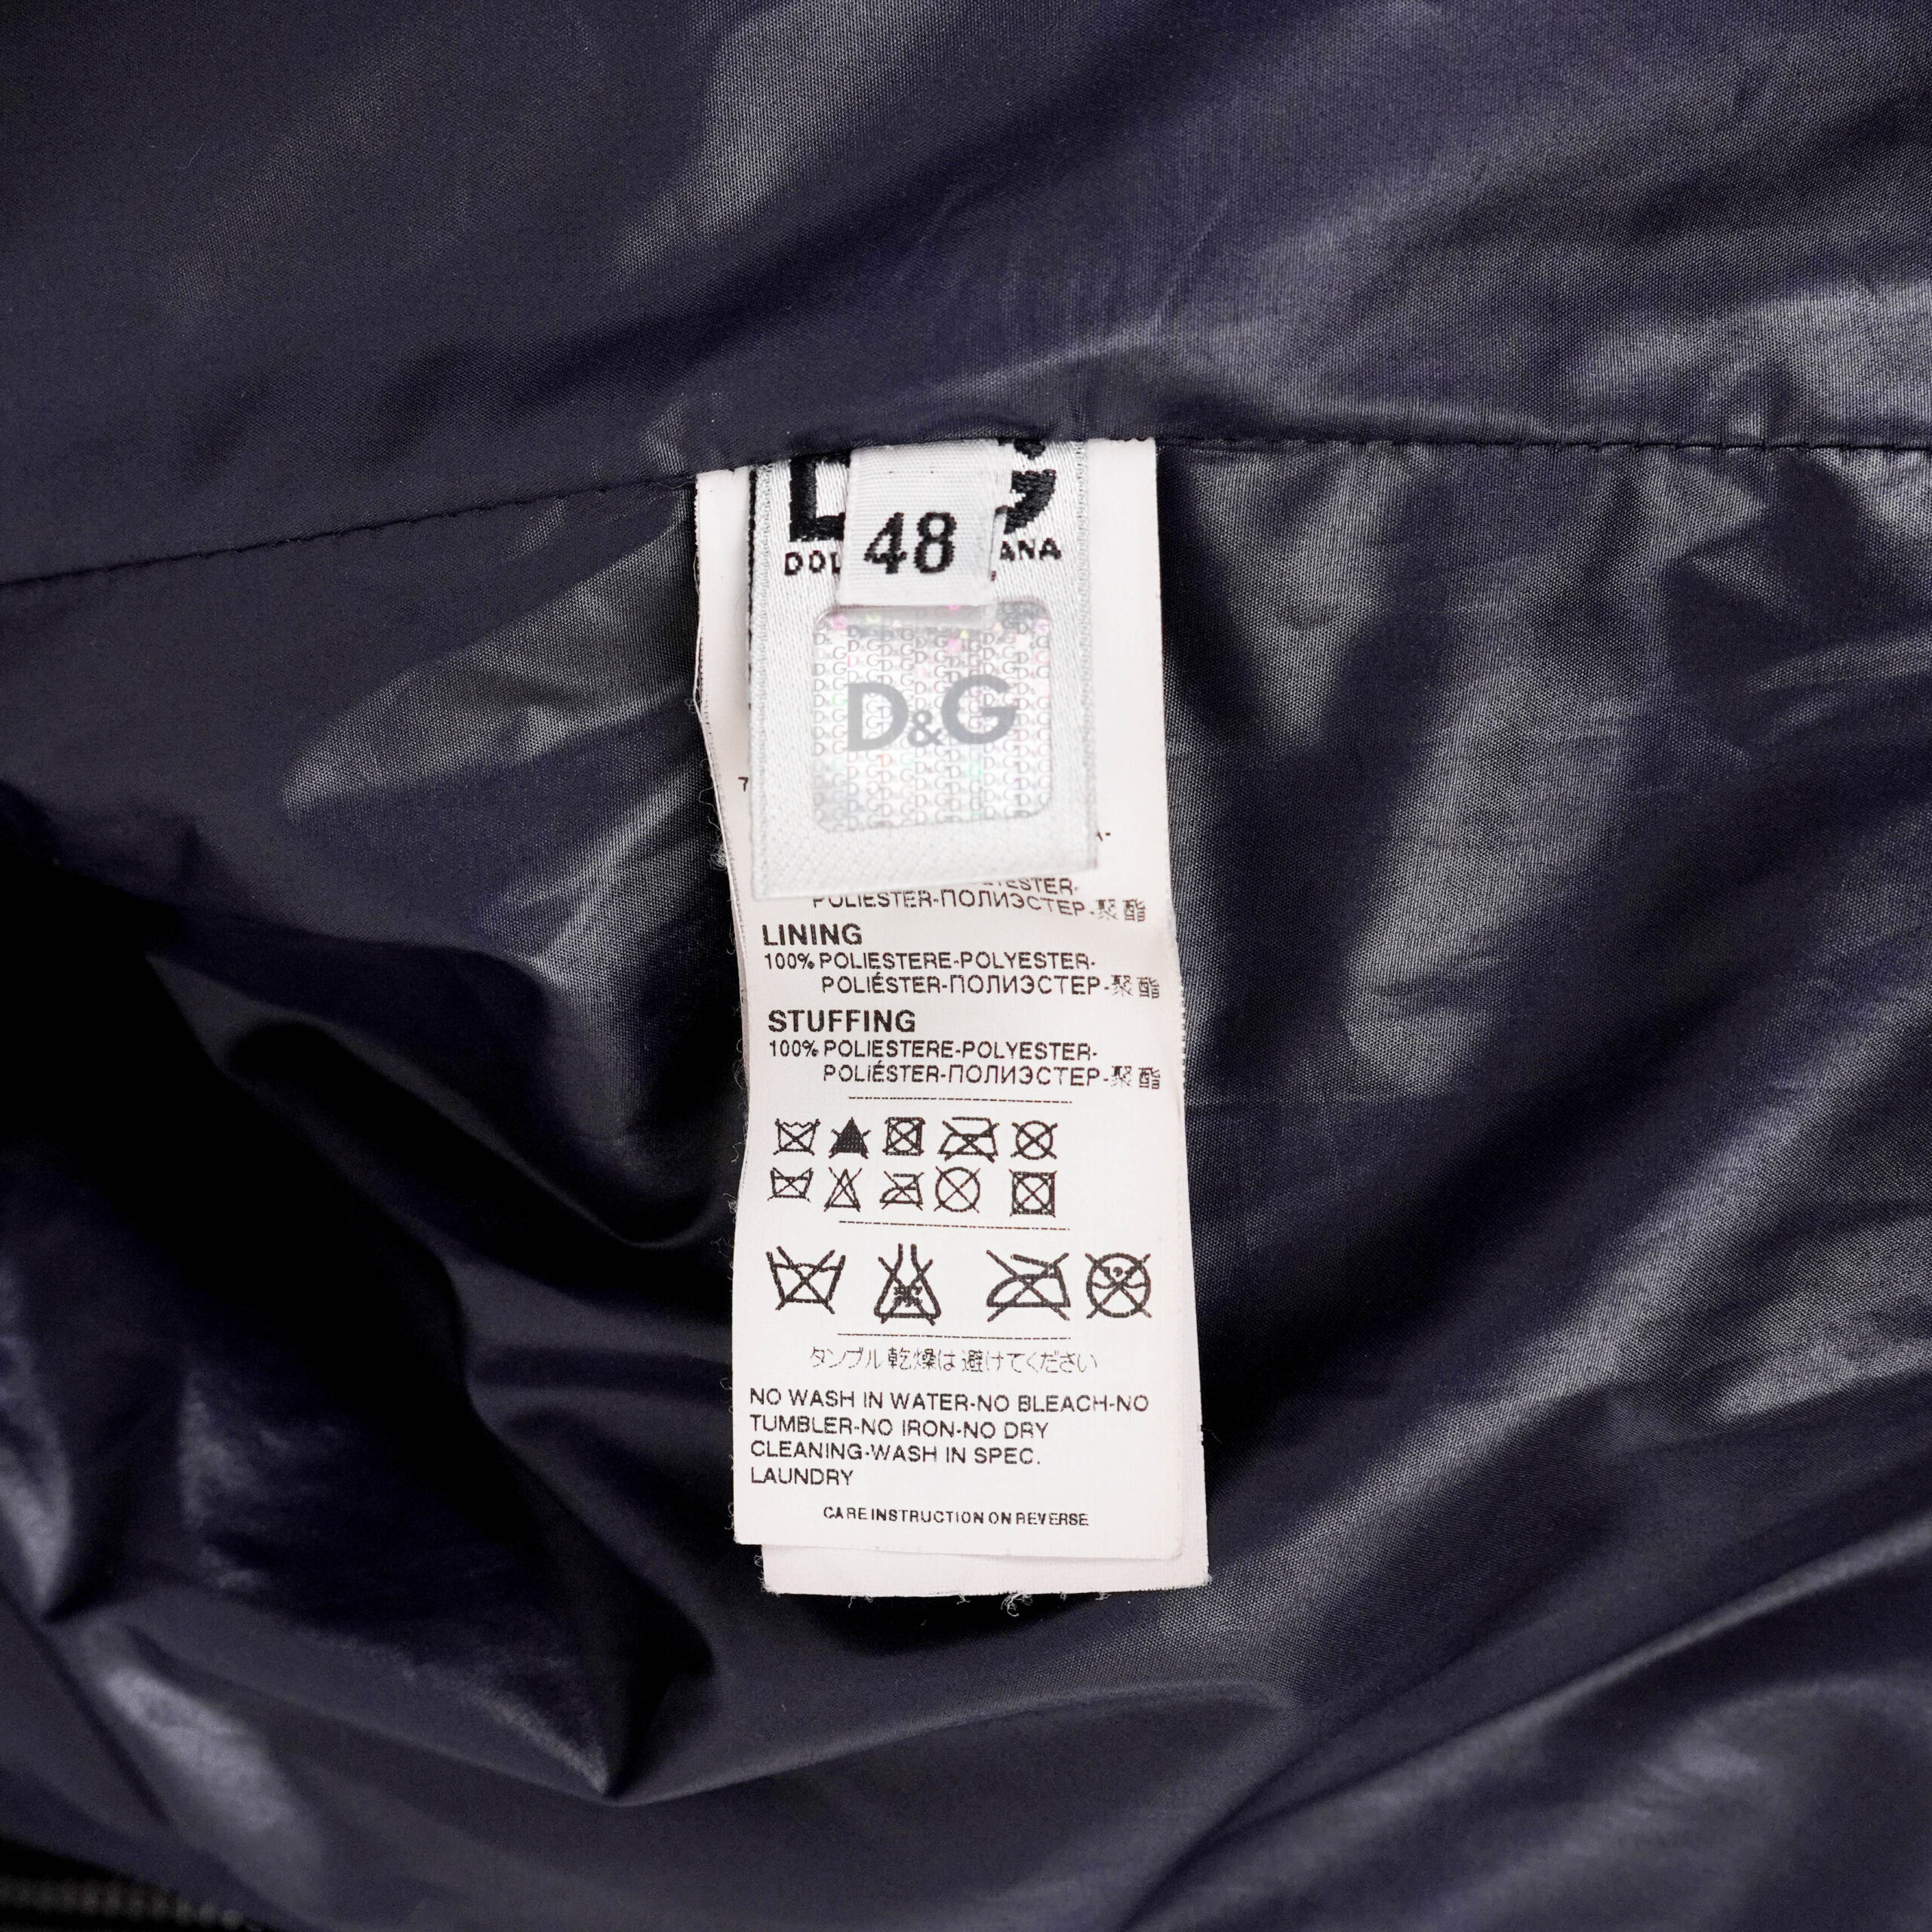 48
D&G
POLIESTER-ПОЛИЭСТЕР-聚酯
LINING
100% POLIESTERE-POLYESTER-
POLIÉSTER-ПОЛИЭСТЕР-聚酯
STUFFING
100% POLIESTERE-POLYESTER-
POLIÉSTER-ПОЛИЭСТЕР-聚酯
タンブル乾燥は避けてください
NO WASH IN WATER-NO BLEACH-NO
TUMBLER-NO IRON-NO DRY
CLEANING-WASH IN SPEC.
LAUNDRY
CARE INSTRUCTION ON REVERSE